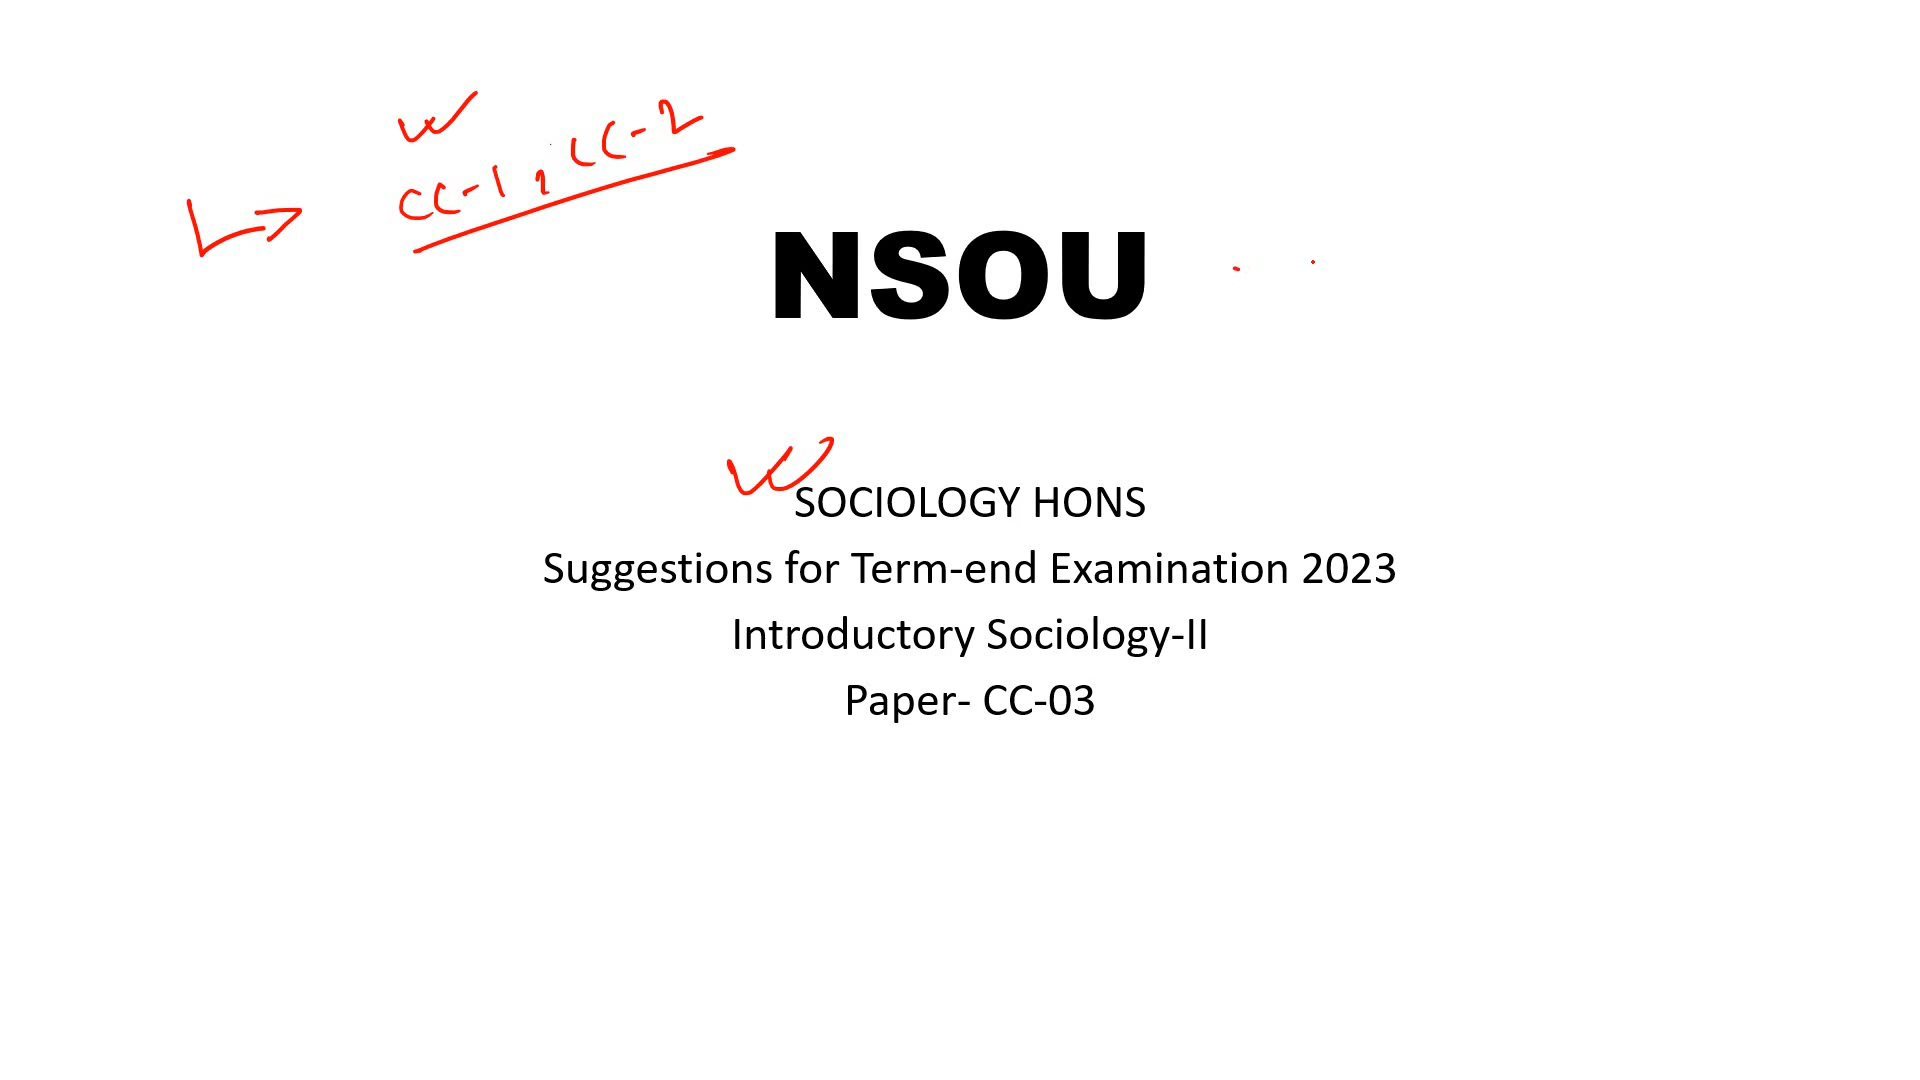 CC-1, CC-2
NSOU
SOCIOLOGY HONS
Suggestions for Term-end Examination 2023
Introductory Sociology-II
Paper- CC-03